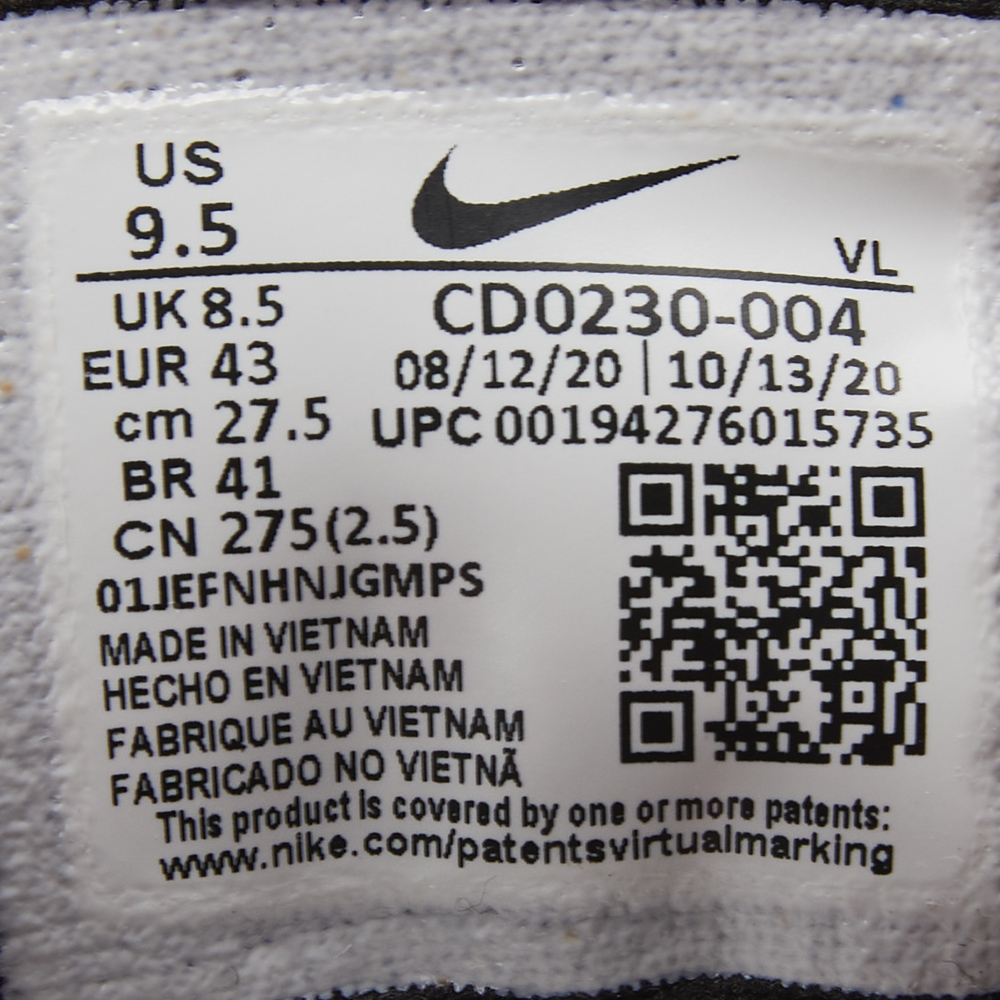 US
9.5
VL
UK 8.5
CD0230-004
EUR 43
08/12/20 | 10/13/20
cm 27.5
UPC 00194276015735
BR 41
CN 275(2.5)
01JEFNHNJGMPS
MADE IN VIETNAM
HECHO EN VIETNAM
FABRIQUE AU VIETNAM
FABRICADO NO VIETNÃ
This product is covered by one or more patents:
www.nike.com/patentsvirtualmarking